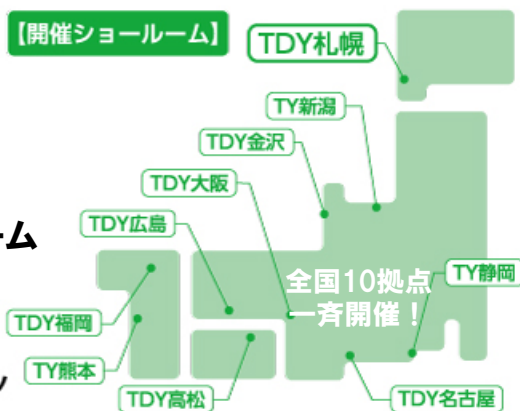 【開催ショールーム】
TDY札幌
TY新潟
TDY金沢
TDY大阪
TDY広島
ーム
全国10拠点
一斉開催！
TY静岡
TDY福岡
TY熊本
TDY高松
TDY名古屋